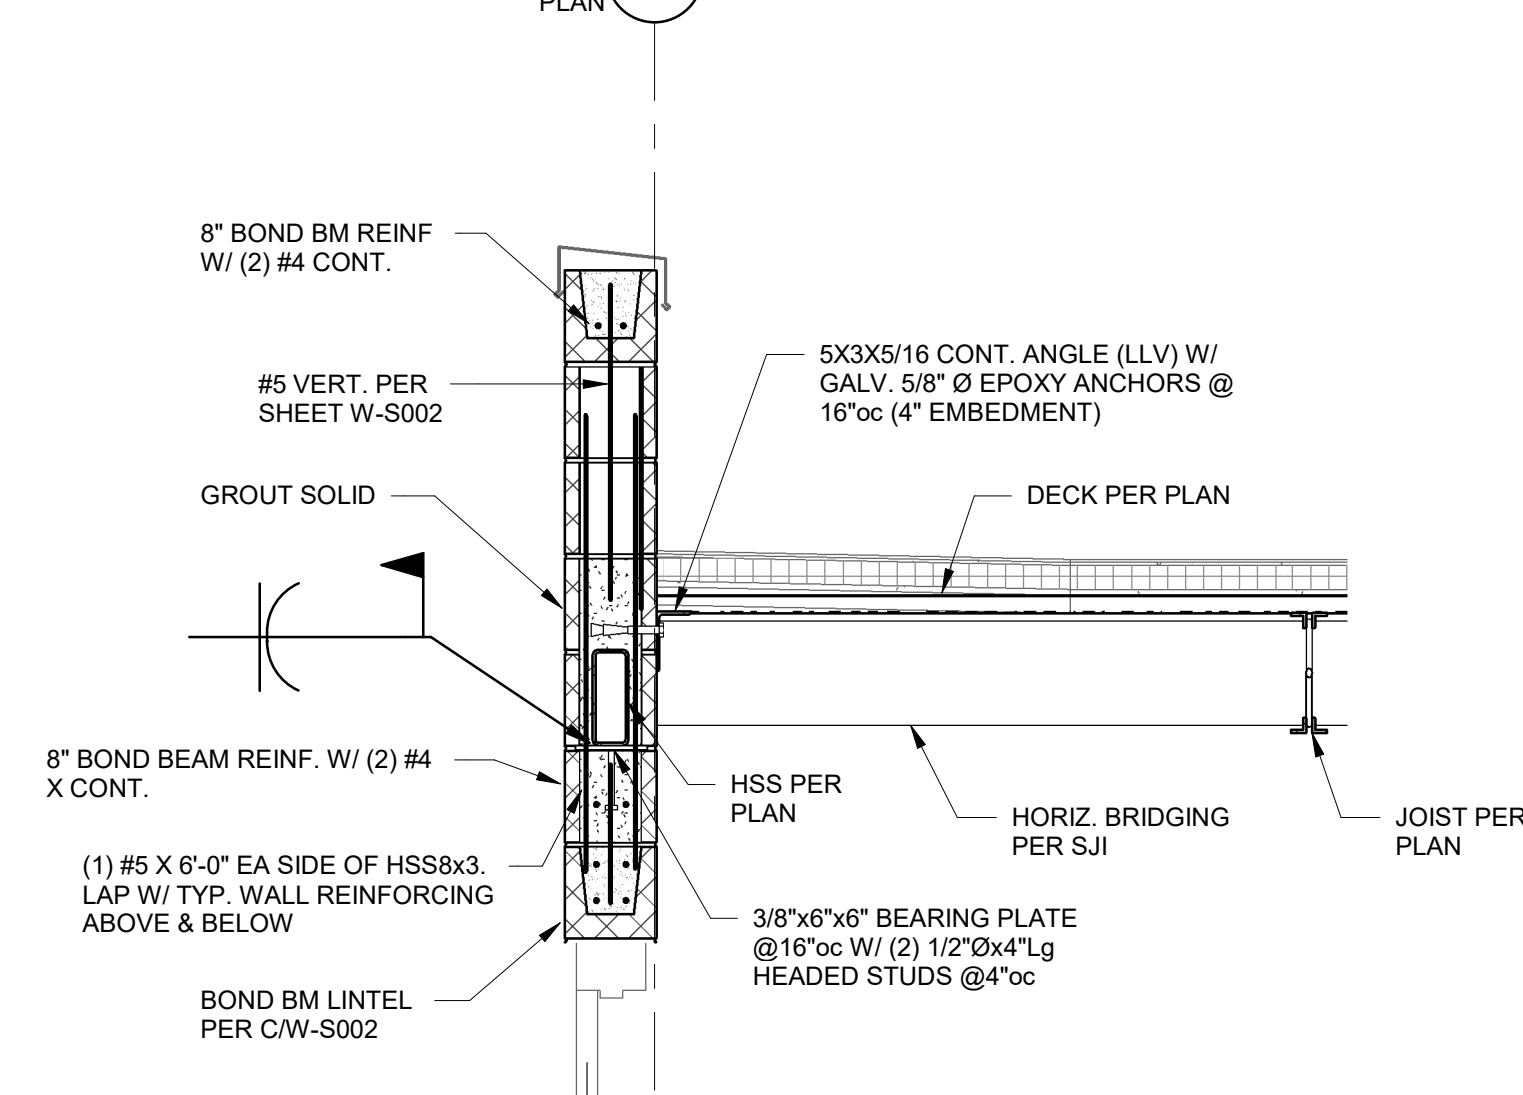 PLAN
8" BOND BM REINF
W/ (2) #4 CONT.
#5 VERT. PER
SHEET W-S002
GROUT SOLID
5X3X5/16 CONT. ANGLE (LLV) W/
GALV. 5/8" Ø EPOXY ANCHORS @
16"oc (4" EMBEDMENT)
DECK PER PLAN
8" BOND BEAM REINF. W/ (2) #4
X CONT.
(1) #5 X 6'-0" EA SIDE OF HSS8x3.
LAP W/ TYP. WALL REINFORCING
ABOVE & BELOW
BOND BM LINTEL
PER C/W-S002
HSS PER
PLAN
3/8"x6"x6" BEARING PLATE
@16"oc W/ (2) 1/2"Øx4"Lg
HEADED STUDS @4"oc
HORIZ. BRIDGING
PER SJI
JOIST PER
PLAN